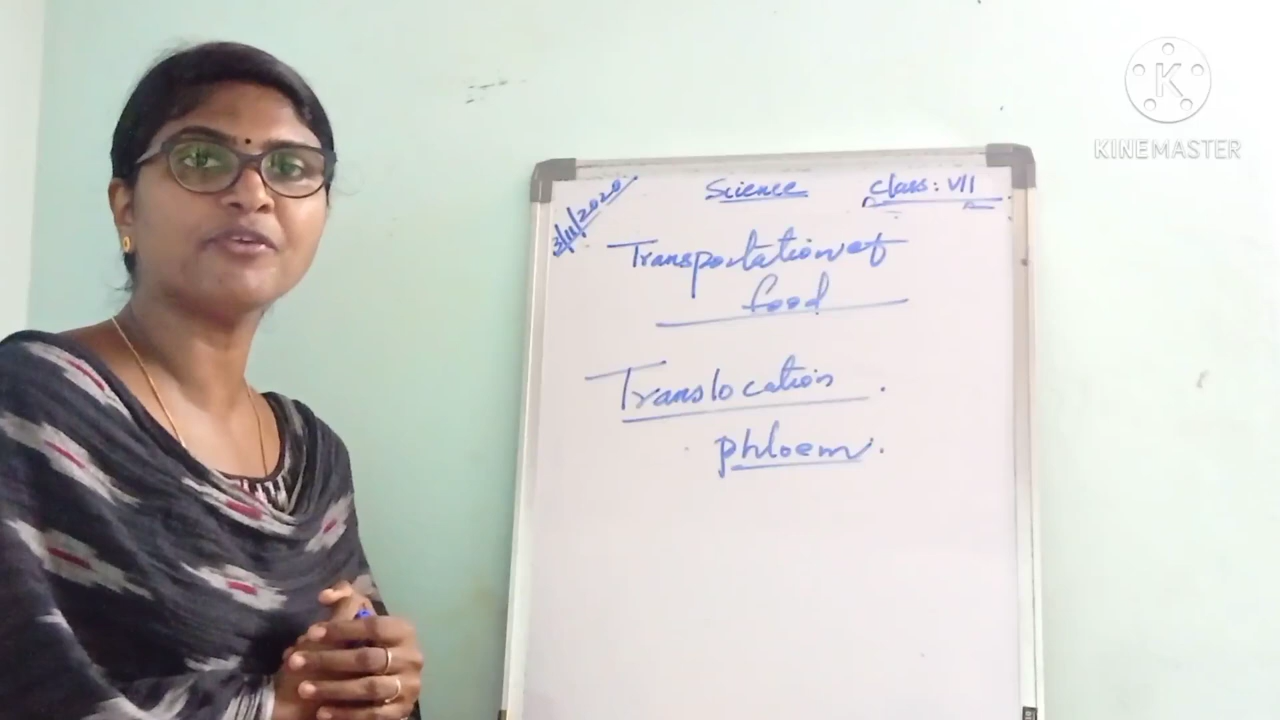 3/11/2020 Science Class: VII
Transportation of
food
Translocation.
phloem.
K
KINEMASTER